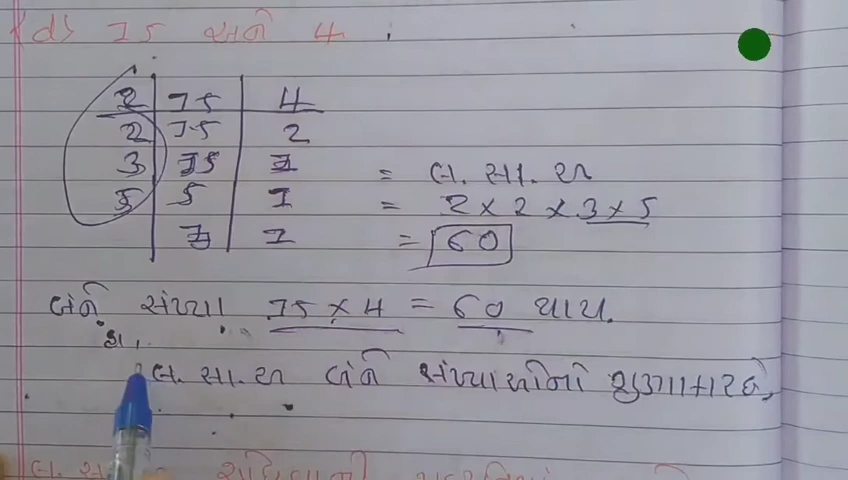 (d) 15 અને 4 :
2 | 15 | 4
2 | 15 | 2
3 | 15 | 1
5 | 5 | 1
1 | 1
= લ. સા. અ
= 2 × 2 × 3 × 5
= 60
બંને સંખ્યા 15 × 4 = 60 થાય.
હા,
લ. સા. અ બંને સંખ્યાઓનો ગુણાકાર છે,
લ. સા.